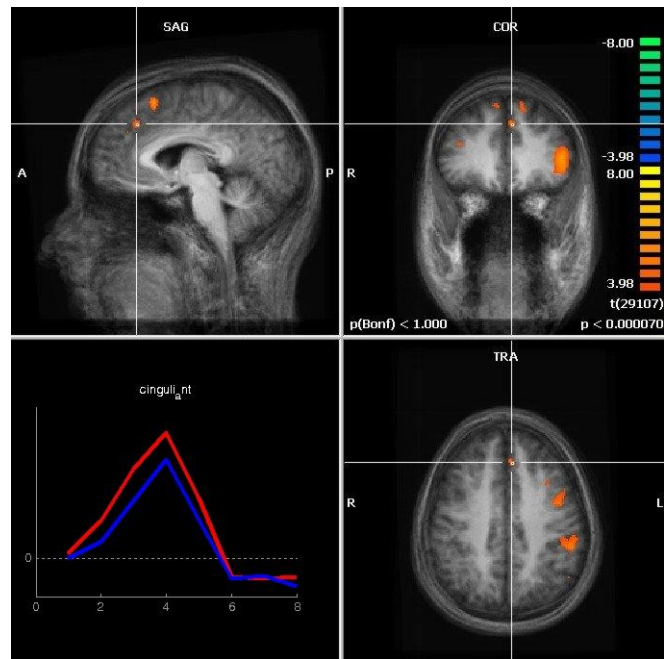 SAG
A
P
COR
R
-8.00
-3.98
8.00
3.98
t(29107)
p(Bonf) < 1.000
p < 0.000070
cinguli_ant
0
0
2
4
6
8
TRA
R
L